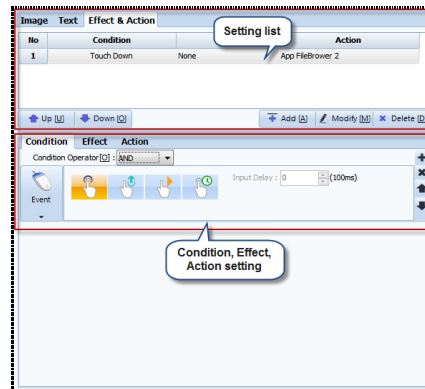 Image Text Effect & Action
Setting list
No Condition Action
1 Touch Down None App FileBrower 2
Up [U] Down [O] Add [A] Modify [M] Delete [D
Condition Effect Action
Condition Operator[O] : AND
Event
Input Delay : 0 (100ms)
Condition, Effect,
Action setting